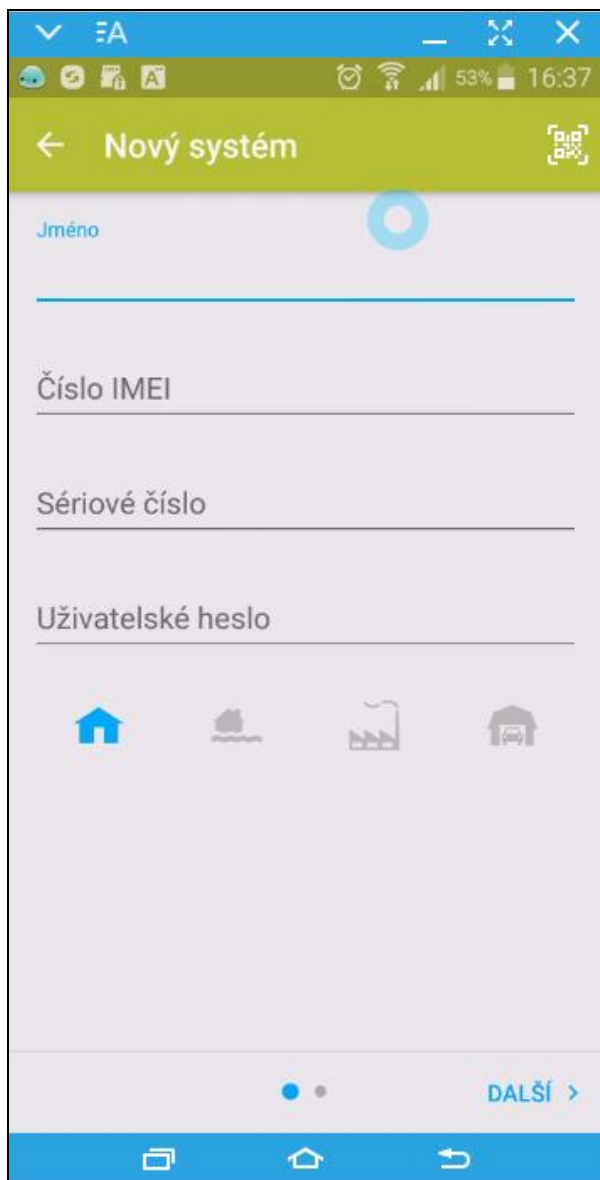 ΞA
53% 16:37
Nový systém
Jméno
Číslo IMEI
Sériové číslo
Uživatelské heslo
DALŠÍ >